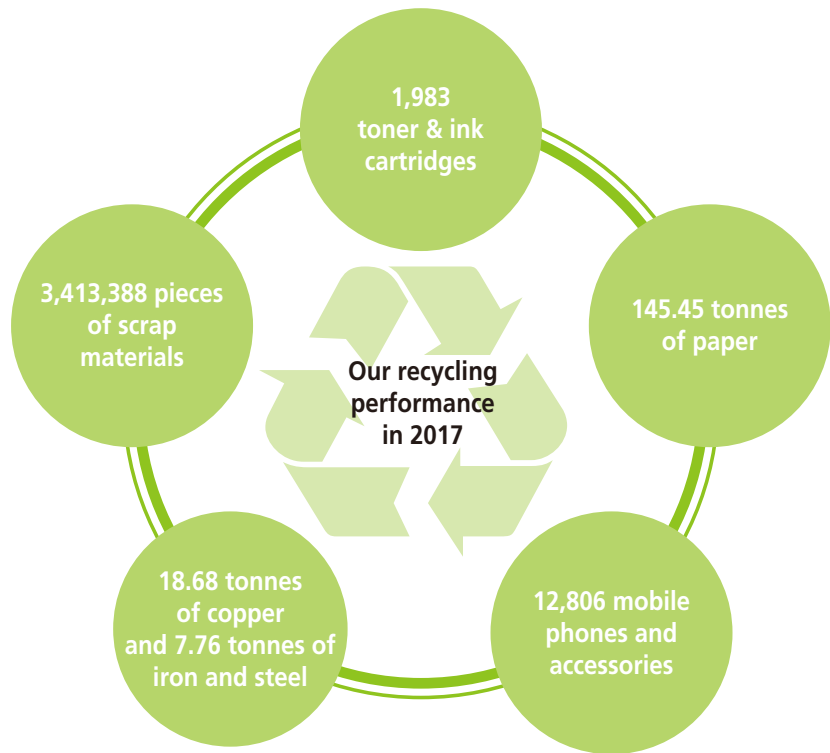 1,983
toner & ink
cartridges
3,413,388 pieces
of scrap
materials
145.45 tonnes
of paper
Our recycling
performance
in 2017
18.68 tonnes
of copper
and 7.76 tonnes of
iron and steel
12,806 mobile
phones and
accessories